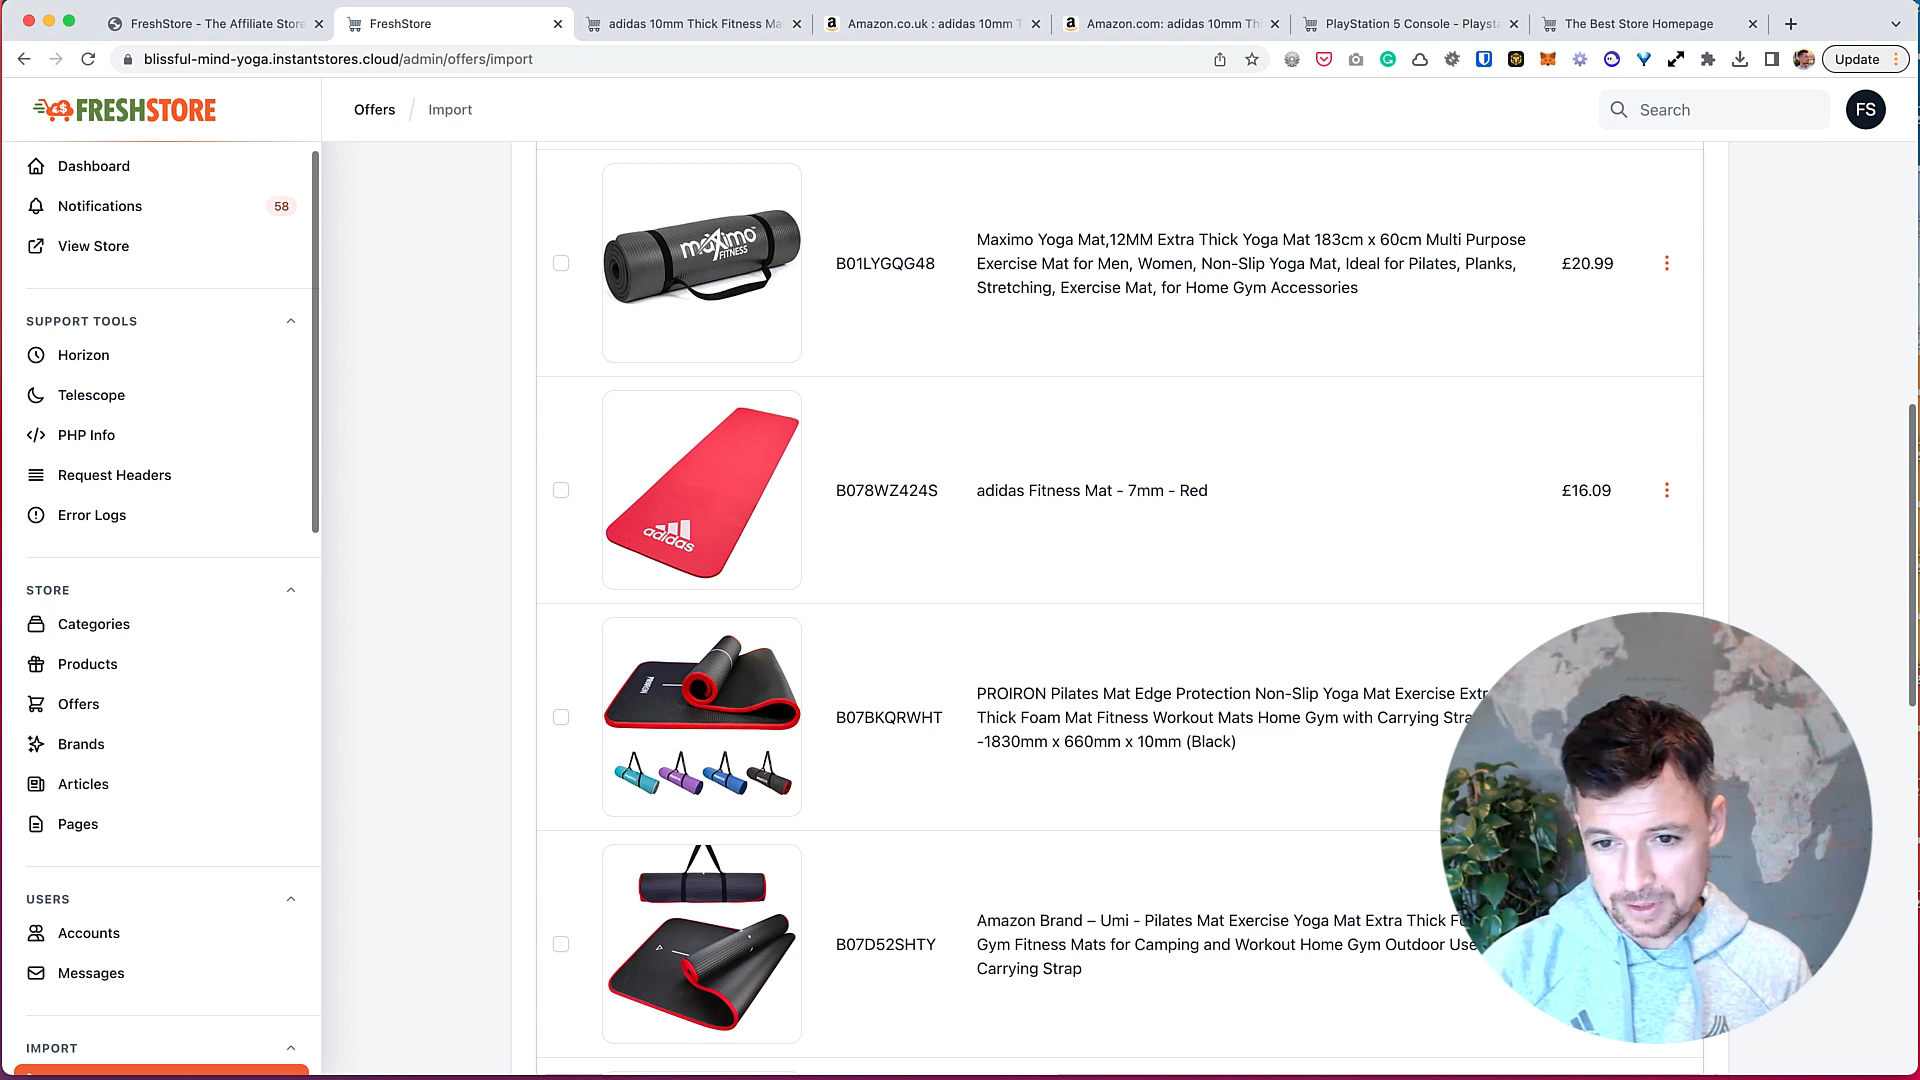 FreshStore - The Affiliate Store
FreshStore
adidas 10mm Thick Fitness Ma
Amazon.co.uk : adidas 10mm T
Amazon.com: adidas 10mm Thi
PlayStation 5 Console - Playsta
The Best Store Homepage
blissful-mind-yoga.instantstores.cloud/admin/offers/import
Update
FRESHSTORE
Offers / Import
Search
FS
Dashboard
Notifications 58
View Store
SUPPORT TOOLS
Horizon
Telescope
PHP Info
Request Headers
Error Logs
STORE
Categories
Products
Offers
Brands
Articles
Pages
USERS
Accounts
Messages
IMPORT
maximo
FITNESS
B01LYGQG48
Maximo Yoga Mat,12MM Extra Thick Yoga Mat 183cm x 60cm Multi Purpose
Exercise Mat for Men, Women, Non-Slip Yoga Mat, Ideal for Pilates, Planks,
Stretching, Exercise Mat, for Home Gym Accessories
£20.99
adidas
B078WZ424S
adidas Fitness Mat - 7mm - Red
£16.09
PROIRON
B07BKQRWHT
PROIRON Pilates Mat Edge Protection Non-Slip Yoga Mat Exercise Extr
Thick Foam Mat Fitness Workout Mats Home Gym with Carrying Stra
-1830mm x 660mm x 10mm (Black)
B07D52SHTY
Amazon Brand – Umi - Pilates Mat Exercise Yoga Mat Extra Thick F
Gym Fitness Mats for Camping and Workout Home Gym Outdoor Use
Carrying Strap